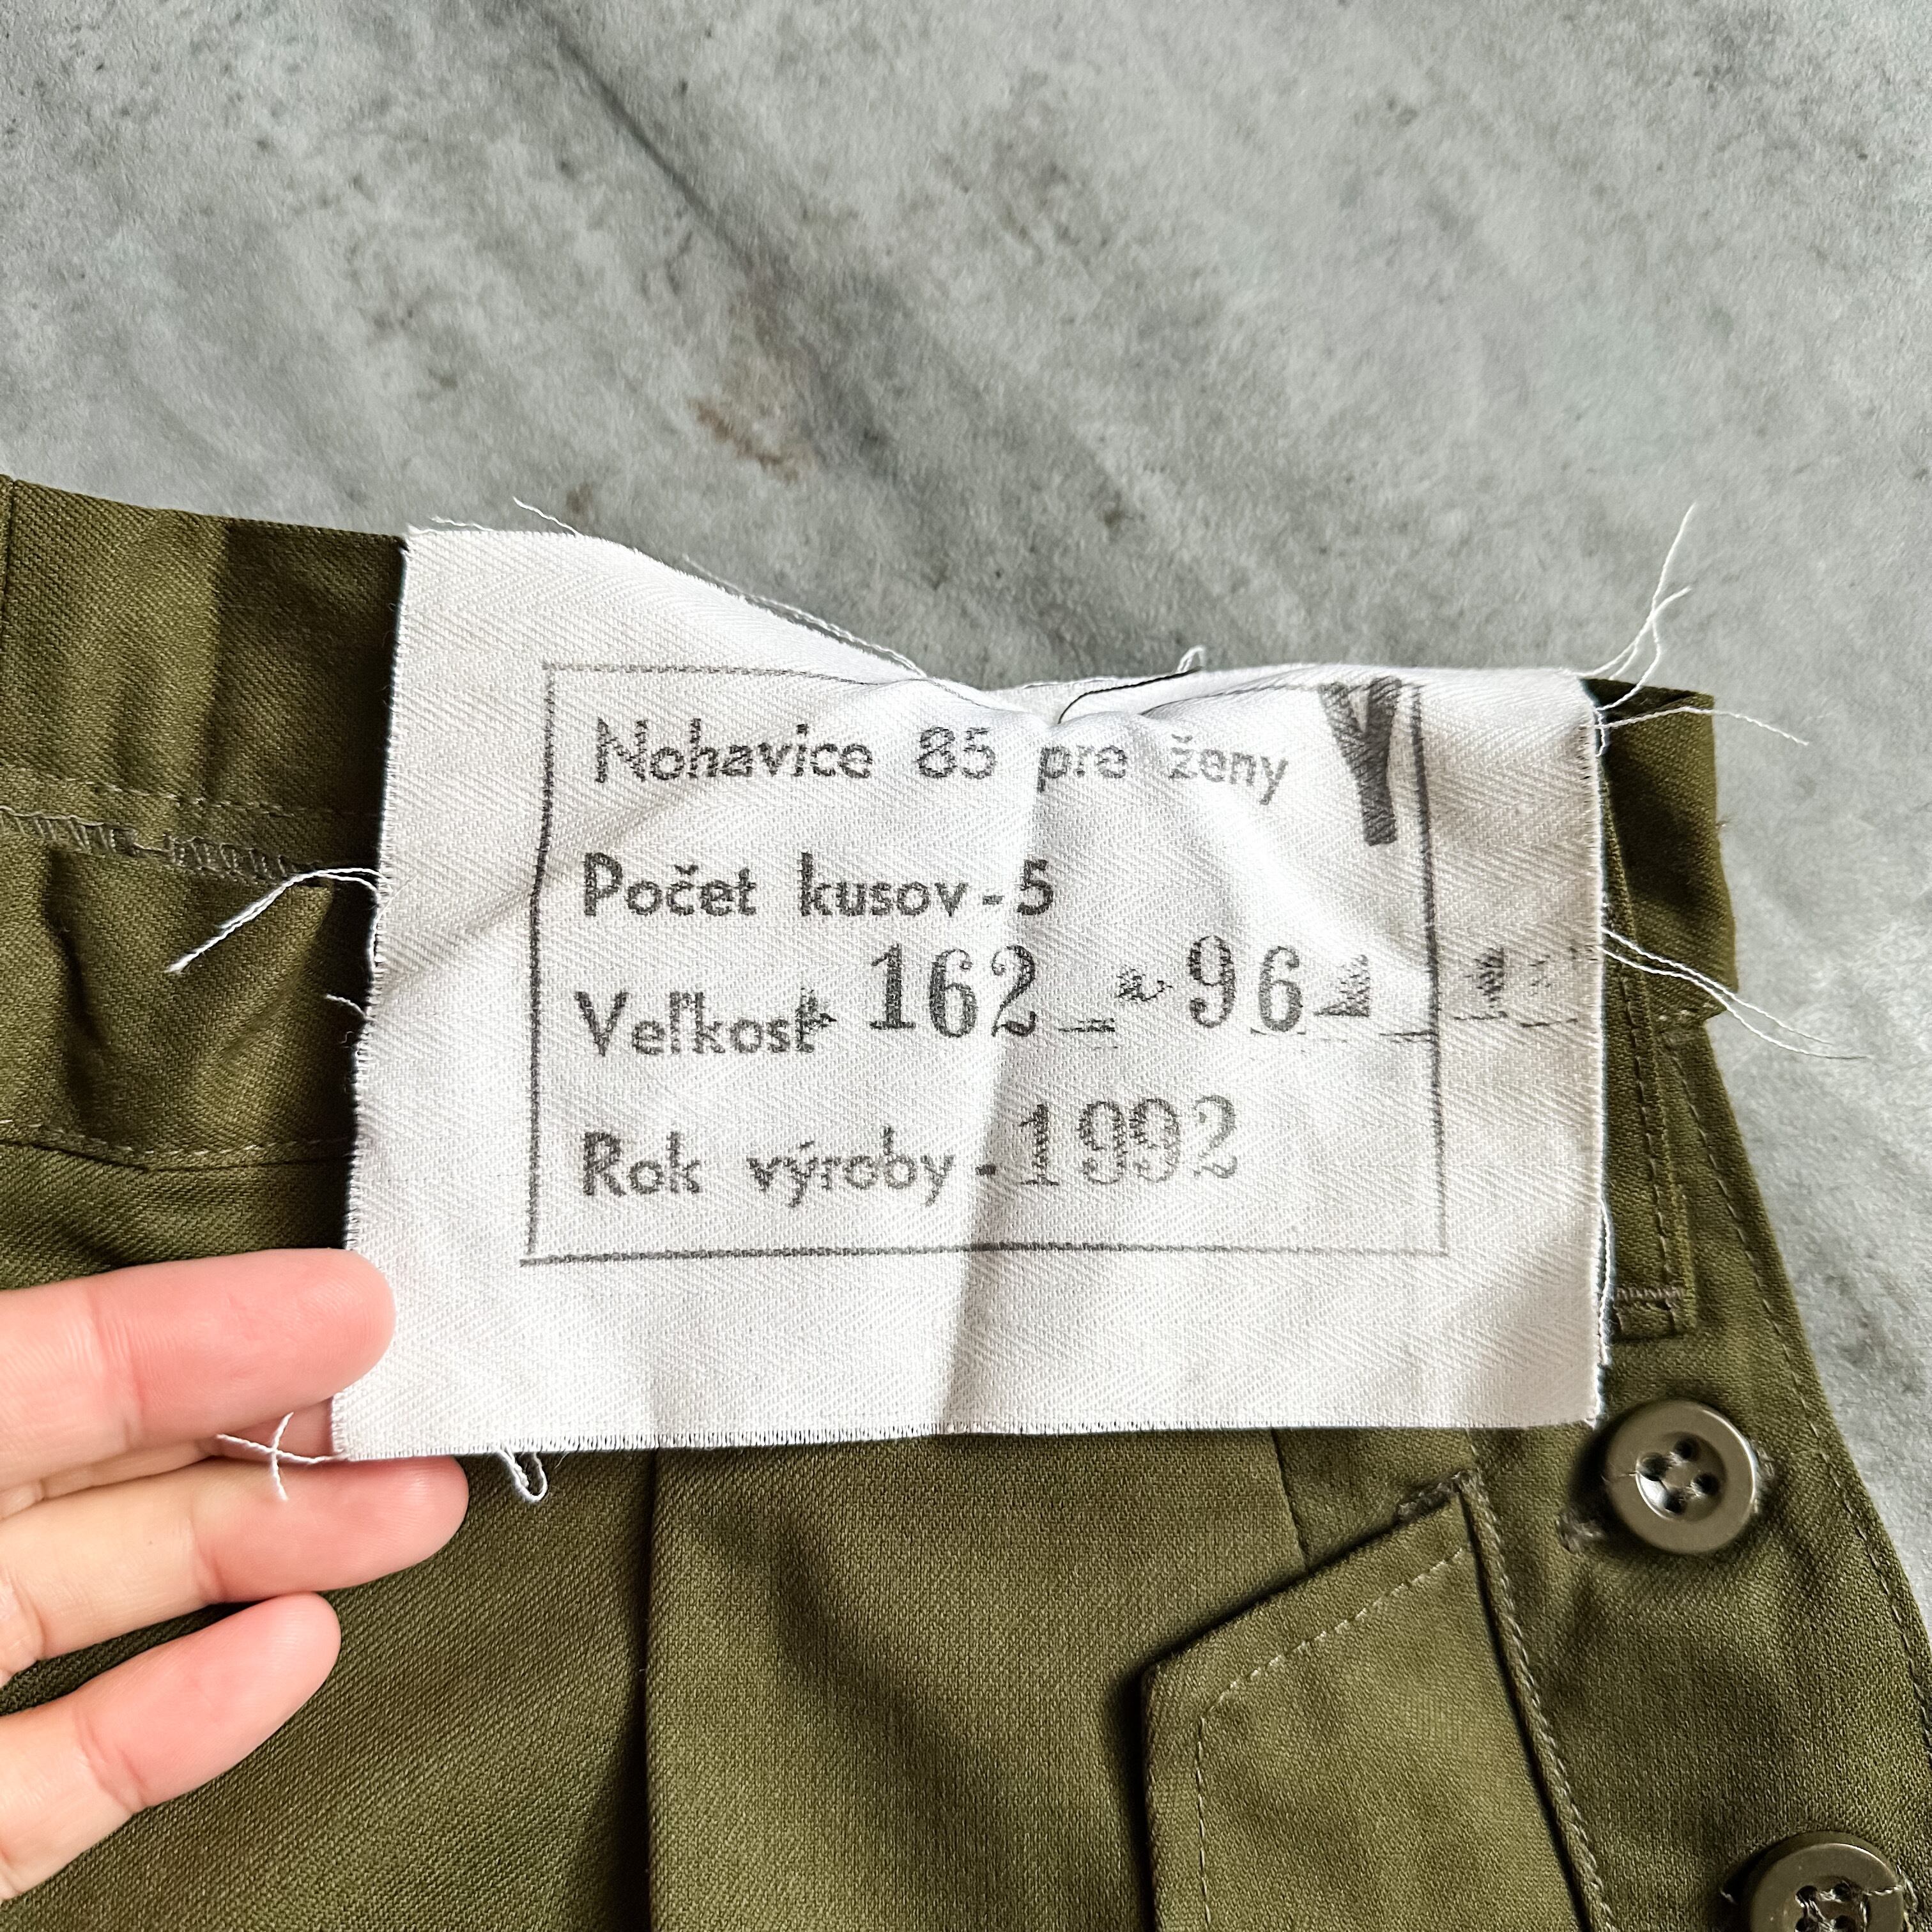 Nohavice 85 pre ženy
Y
Počet kusov - 5
Veľkosť 162 96
Rok výroby - 1992